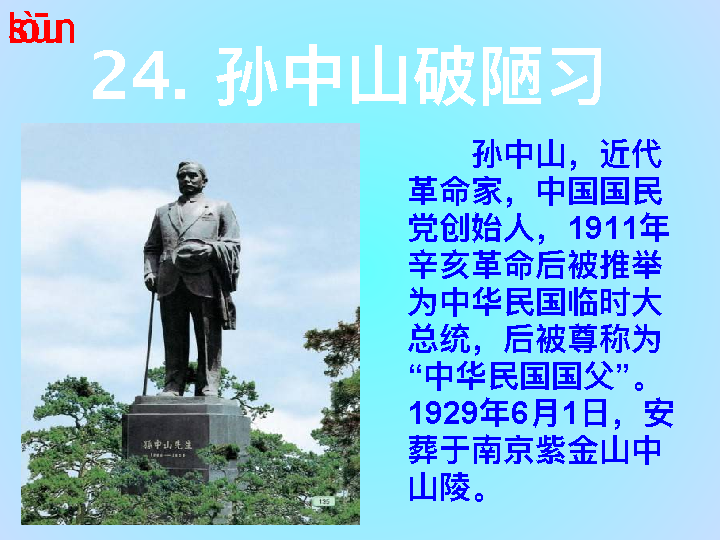 24. 孙中山破陋习
孙中山，近代
革命家，中国国民
党创始人，1911年
辛亥革命后被推举
为中华民国临时大
总统，后被尊称为
“中华民国国父”。
1929年6月1日，安
葬于南京紫金山中
山陵。
孙中山先生
135